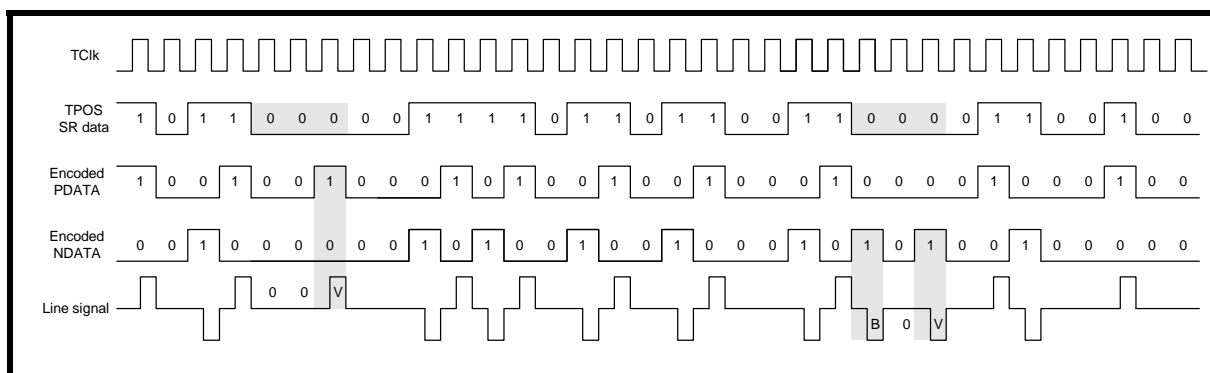 TClk
TPOS
SR data
1 0 1 1 0 0 0 0 0 1 1 1 1 0 1 1 0 1 1 0 0 1 1 0 0 0 0 1 1 0 0 1 0 0
Encoded
PDATA
1 0 0 1 0 0 1 0 0 0 1 0 1 0 0 1 0 0 1 0 0 0 1 0 0 0 0 1 0 0 0 1 0 0
Encoded
NDATA
0 0 1 0 0 0 0 0 0 1 0 1 0 0 1 0 0 1 0 0 0 1 0 1 0 1 0 0 1 0 0 0 0 0
Line signal
0 0 V
B 0 V